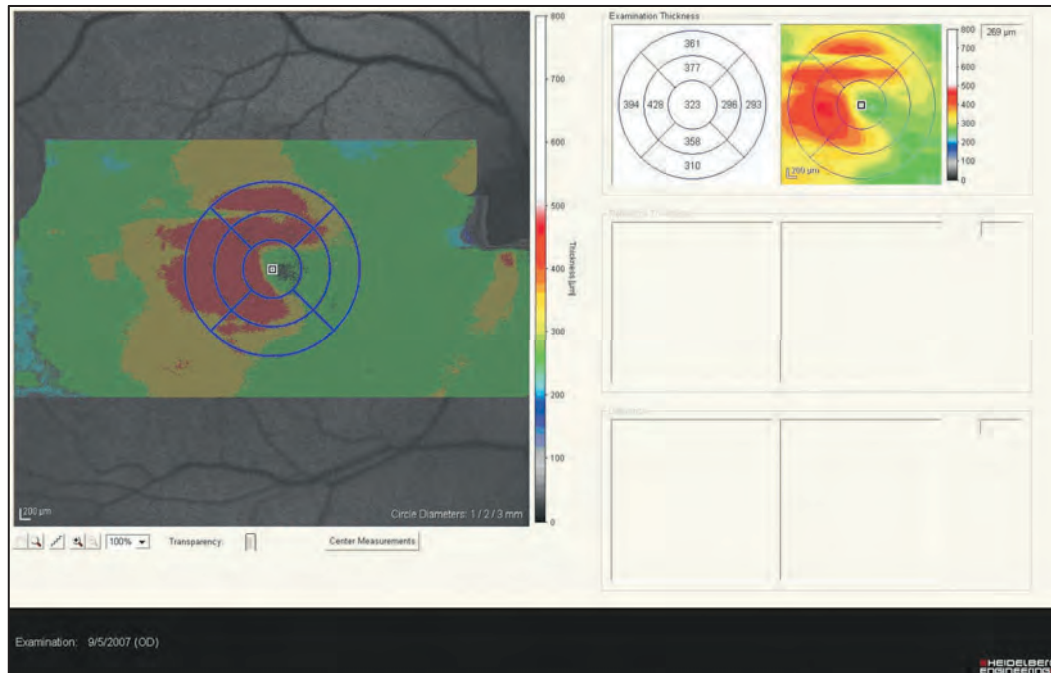 800
700
600
500
400
300
200
100
0
Thickness [µm]
200 µm
Circle Diameters: 1 / 2 / 3 mm
100%
Transparency:
Center Measurements
Examination Thickness
361
377
394 428 323 296 293
358
310
200 µm
800
700
600
500
400
300
200
100
0
269 µm
Examination: 9/5/2007 (OD)
HEIDELBERG
ENGINEERING